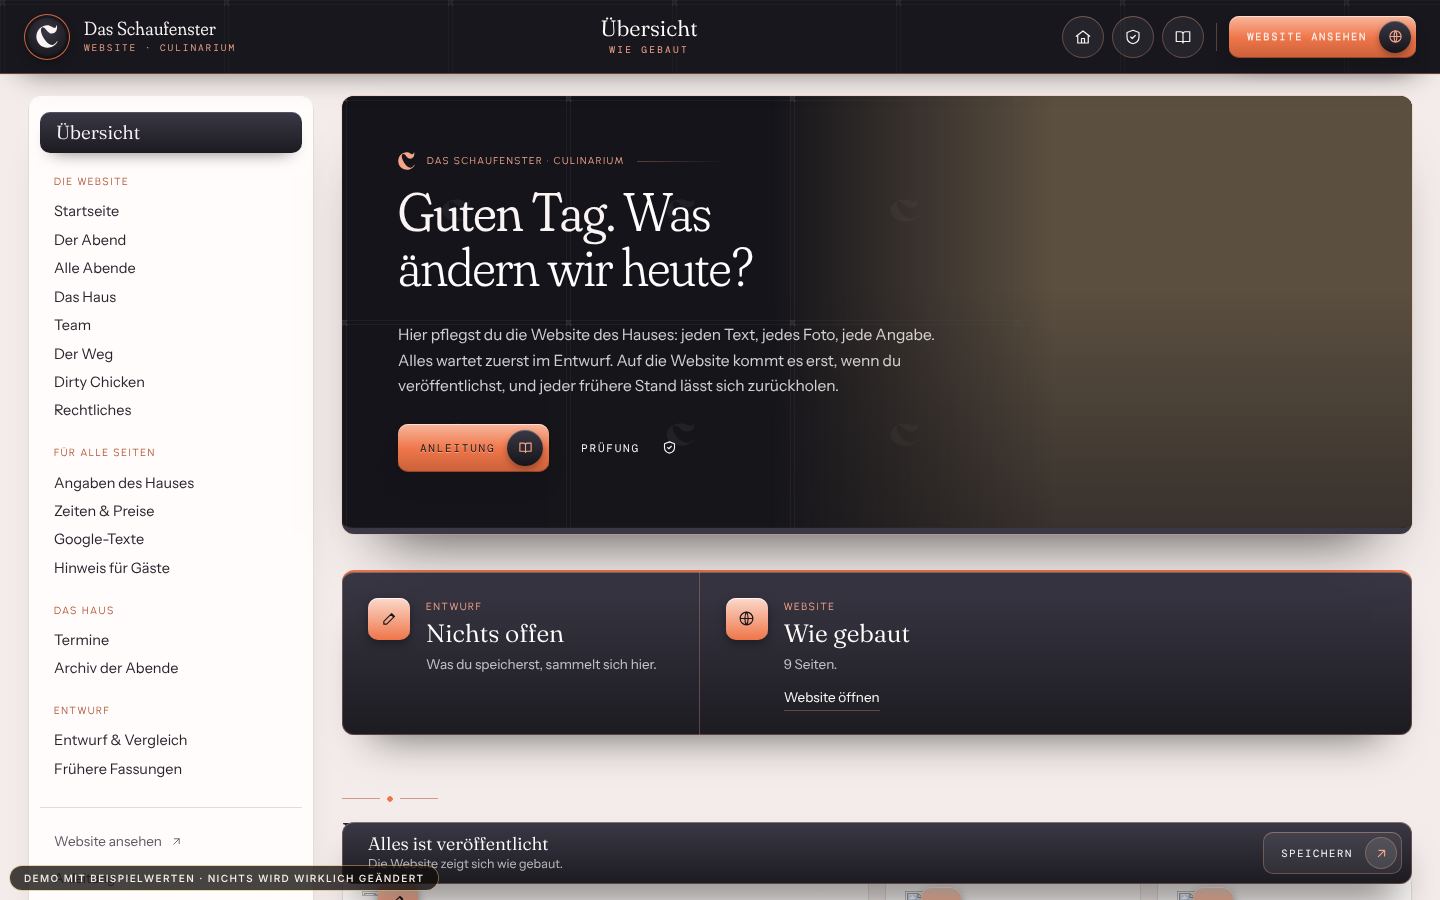 Das Schaufenster
WEBSITE · CULINARIUM
Übersicht
WIE GEBAUT
WEBSITE ANSEHEN
Übersicht
DIE WEBSITE
Startseite
Der Abend
Alle Abende
Das Haus
Team
Der Weg
Dirty Chicken
Rechtliches
FÜR ALLE SEITEN
Angaben des Hauses
Zeiten & Preise
Google-Texte
Hinweis für Gäste
DAS HAUS
Termine
Archiv der Abende
ENTWURF
Entwurf & Vergleich
Frühere Fassungen
Website ansehen
DEMO MIT BEISPIELWERTEN · NICHTS WIRD WIRKLICH GEÄNDERT
DAS SCHAUFENSTER · CULINARIUM
Guten Tag. Was
ändern wir heute?
Hier pflegst du die Website des Hauses: jeden Text, jedes Foto, jede Angabe.
Alles wartet zuerst im Entwurf. Auf die Website kommt es erst, wenn du
veröffentlichst, und jeder frühere Stand lässt sich zurückholen.
ANLEITUNG
PRÜFUNG
ENTWURF
Nichts offen
Was du speicherst, sammelt sich hier.
WEBSITE
Wie gebaut
9 Seiten.
Website öffnen
Alles ist veröffentlicht
Die Website zeigt sich wie gebaut.
SPEICHERN